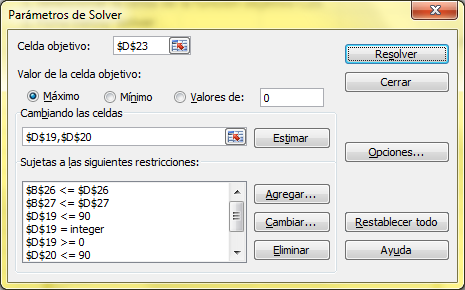 Parámetros de Solver
Celda objetivo: $D$23
Resolver
Valor de la celda objetivo:
Cerrar
Máximo Mínimo Valores de: 0
Cambiando las celdas
$D$19,$D$20 Estimar
Opciones...
Sujetas a las siguientes restricciones:
$B$26 <= $D$26
$B$27 <= $D$27
$D$19 <= 90
$D$19 = integer
$D$19 >= 0
$D$20 <= 90
Agregar...
Cambiar...
Eliminar
Restablecer todo
Ayuda